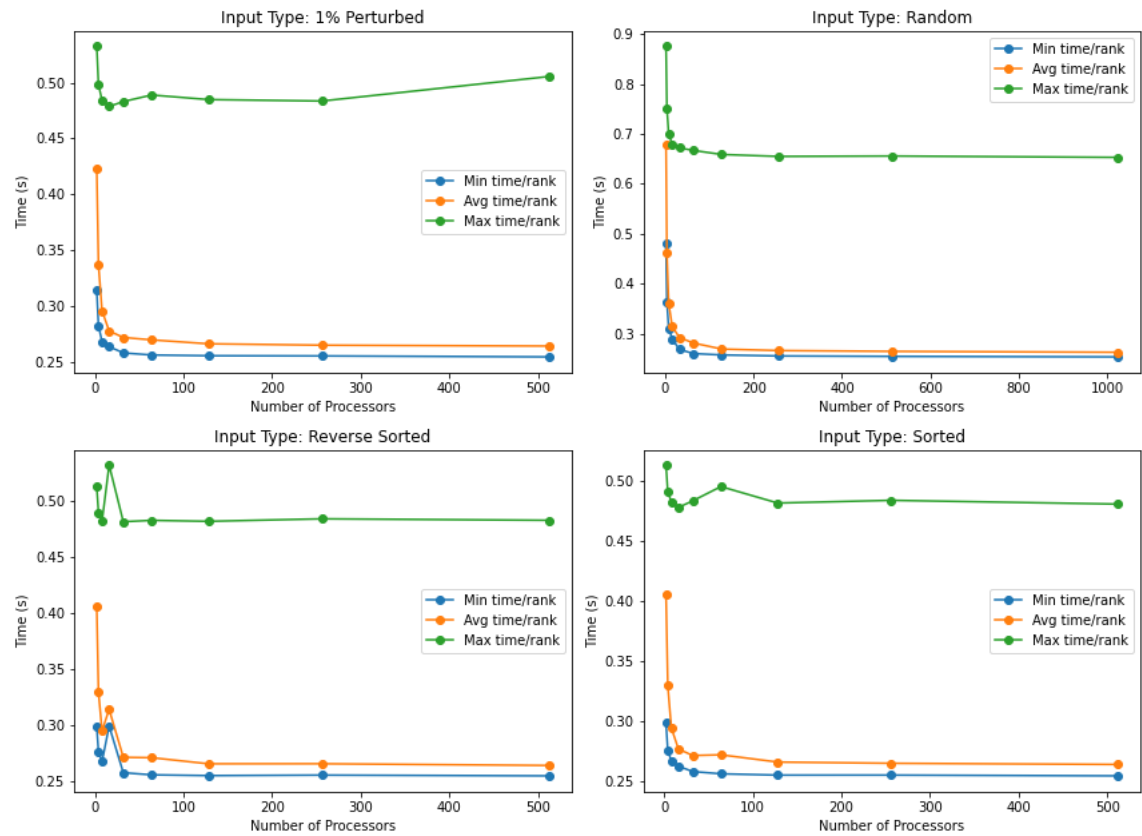 Input Type: 1% Perturbed
0.50
0.45
0.40
0.35
0.30
0.25
Time (s)
Min time/rank
Avg time/rank
Max time/rank
0 100 200 300 400 500
Number of Processors
Input Type: Random
0.9
0.8
0.7
0.6
0.5
0.4
0.3
Time (s)
Min time/rank
Avg time/rank
Max time/rank
0 200 400 600 800 1000
Number of Processors
Input Type: Reverse Sorted
0.50
0.45
0.40
0.35
0.30
0.25
Time (s)
Min time/rank
Avg time/rank
Max time/rank
0 100 200 300 400 500
Number of Processors
Input Type: Sorted
0.50
0.45
0.40
0.35
0.30
0.25
Time (s)
Min time/rank
Avg time/rank
Max time/rank
0 100 200 300 400 500
Number of Processors